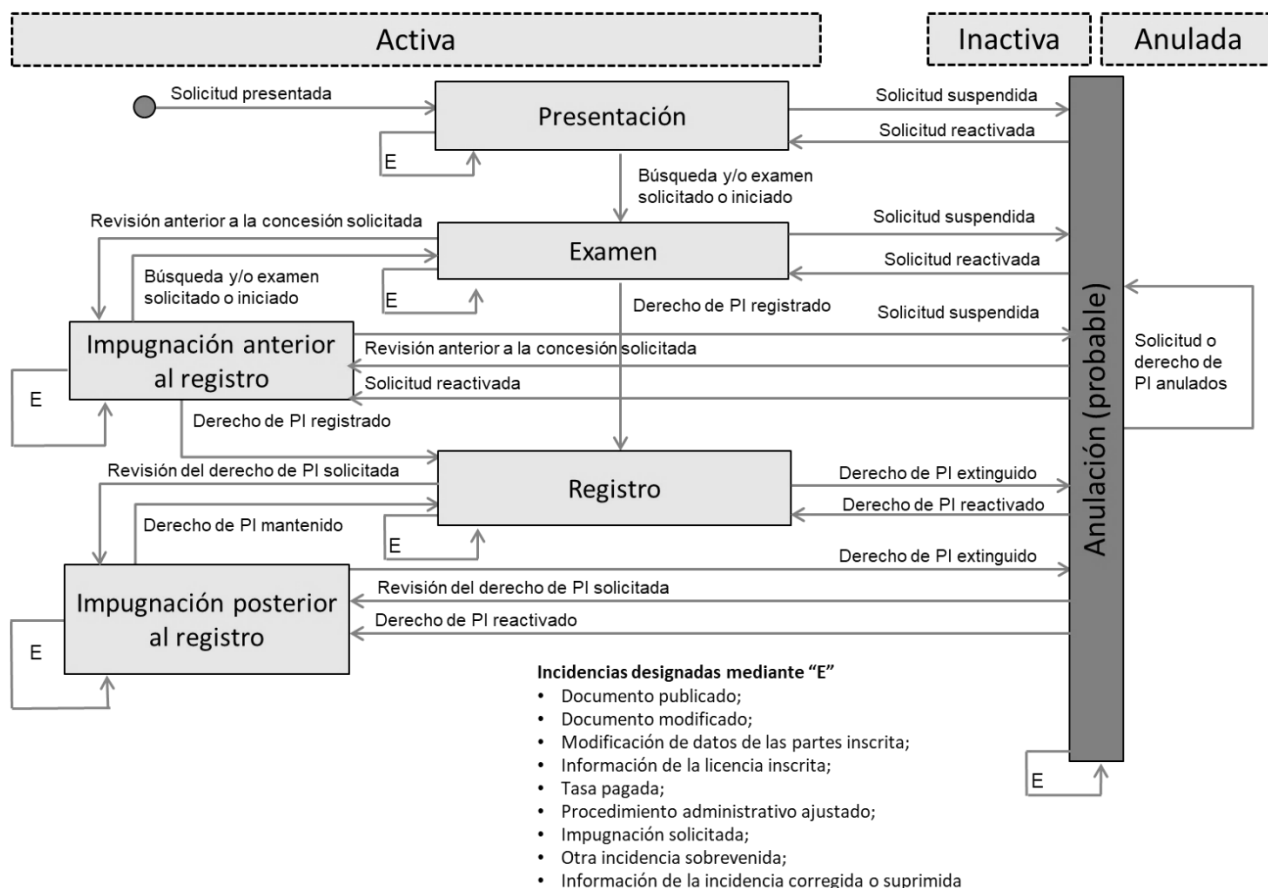 Activa
Inactiva
Anulada
Solicitud presentada
Presentación
Solicitud suspendida
Solicitud reactivada
E
Búsqueda y/o examen
solicitado o iniciado
Revisión anterior a la concesión solicitada
Examen
Solicitud suspendida
Solicitud reactivada
Búsqueda y/o examen
solicitado o iniciado
E
Derecho de PI registrado
Solicitud suspendida
Impugnación anterior
al registro
Revisión anterior a la concesión solicitada
Solicitud reactivada
E
Solicitud o
derecho de
PI anulados
Anulación (probable)
Derecho de PI registrado
Revisión del derecho de PI solicitada
Registro
Derecho de PI extinguido
Derecho de PI reactivado
Derecho de PI mantenido
E
Derecho de PI extinguido
Impugnación posterior
al registro
Revisión del derecho de PI solicitada
Derecho de PI reactivado
E
Incidencias designadas mediante “E”
• Documento publicado;
• Documento modificado;
• Modificación de datos de las partes inscrita;
• Información de la licencia inscrita;
• Tasa pagada;
• Procedimiento administrativo ajustado;
• Impugnación solicitada;
• Otra incidencia sobrevenida;
• Información de la incidencia corregida o suprimida
E